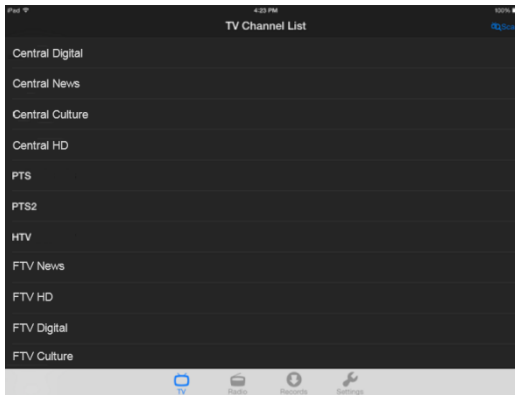 iPad
4:23 PM
100%
TV Channel List
Sca
Central Digital
Central News
Central Culture
Central HD
PTS
PTS2
HTV
FTV News
FTV HD
FTV Digital
FTV Culture
TV
Radio
Records
Settings